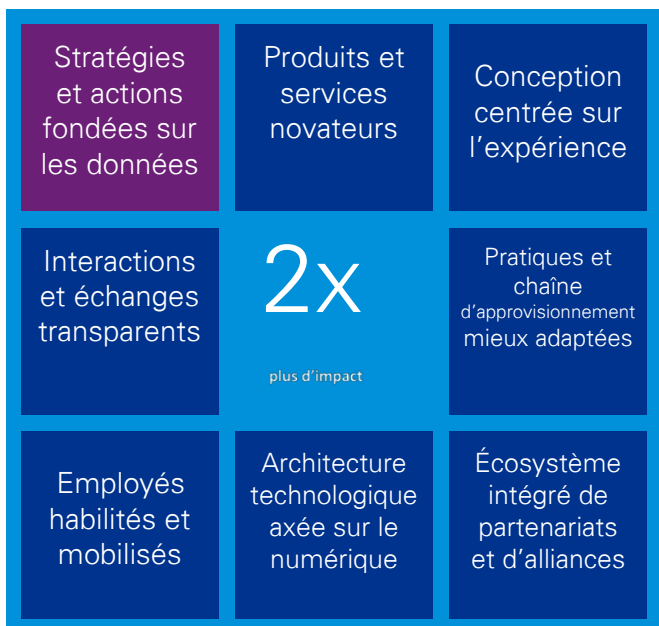 Stratégies
et actions
fondées sur
les données
Produits et
services
novateurs
Conception
centrée sur
l'expérience
Interactions
et échanges
transparents
2x
plus d'impact
Pratiques et
chaîne
d'approvisionnement
mieux adaptées
Employés
habilités et
mobilisés
Architecture
technologique
axée sur le
numérique
Écosystème
intégré de
partenariats
et d'alliances